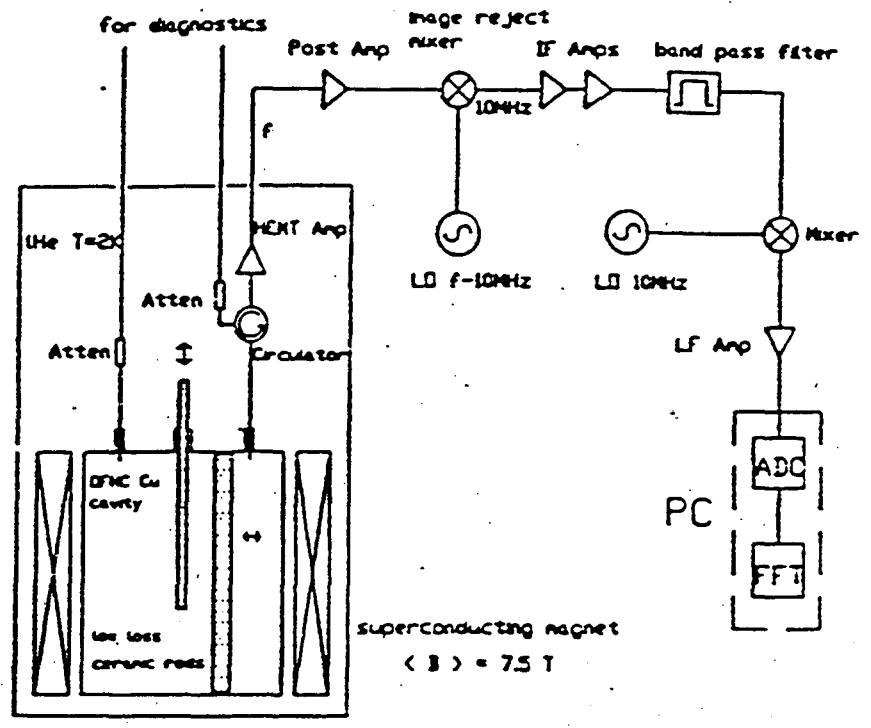 for diagnostics
Image reject
mixer
Post Amp
IF Amps
band pass filter
10MHz
f
HEMT Amp
LHe T=2K
Mixer
LO f-10MHz
LO 10MHz
Atten
Atten
Circulator
LF Amp
ADC
PC
FFT
OFHC Cu
cavity
low loss
ceramic rods
superconducting magnet
< B > = 7.5 T